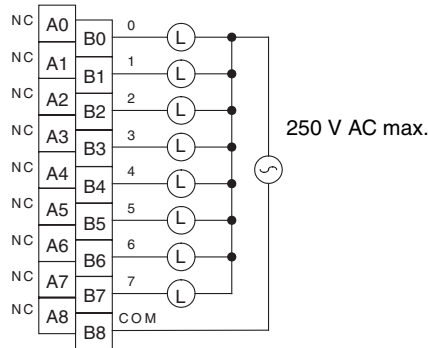 NC A0
B0 0 L
NC A1
B1 1 L
NC A2
B2 2 L
NC A3
B3 3 L
NC A4
B4 4 L
NC A5
B5 5 L
NC A6
B6 6 L
NC A7
B7 7 L
NC A8
B8 COM
250 V AC max.